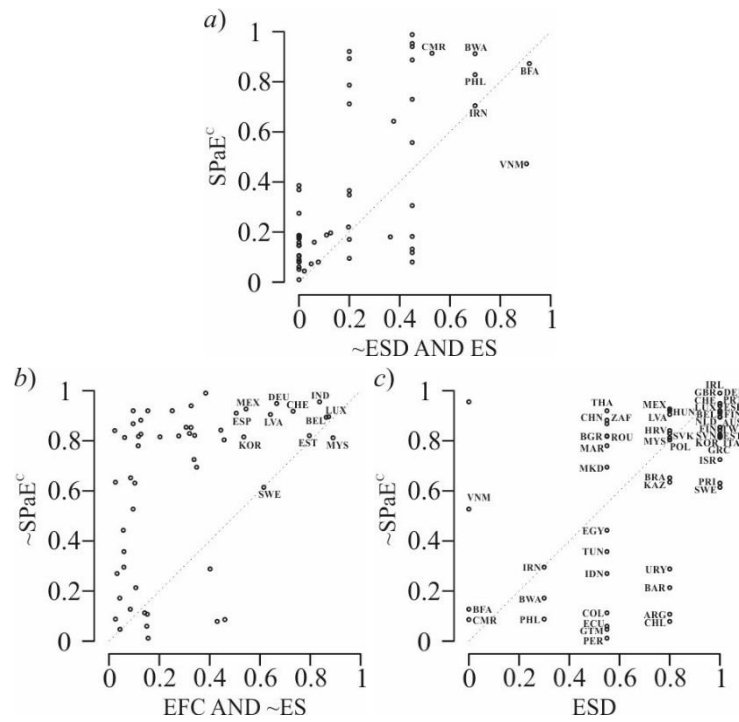 a)
SPaE^C
1
0.8
0.6
0.4
0.2
0
CMR BWA
PHL BFA
IRN
VNM
0 0.2 0.4 0.6 0.8 1
~ESD AND ES
b)
~SPaE^C
1
0.8
0.6
0.4
0.2
0
MEX DEU IND
ESP LVA CHE BEL LUX
KOR EST MYS
SWE
0 0.2 0.4 0.6 0.8 1
EFC AND ~ES
c)
~SPaE^C
1
0.8
0.6
0.4
0.2
0
IRL
THA MEX GBR DEU
CHN ZAF LVA HUN CHE
BEL
BGR ROU HRV SVK
MAR MYS POL KOR ITA
GRC
MKD ISR
BRA PRI
VNM KAZ SWE
EGY
TUN
IRN IDN URY
BWA BAR
BFA COL ARG
CMR PHL ECU CHL
GTM
PER
0 0.2 0.4 0.6 0.8 1
ESD